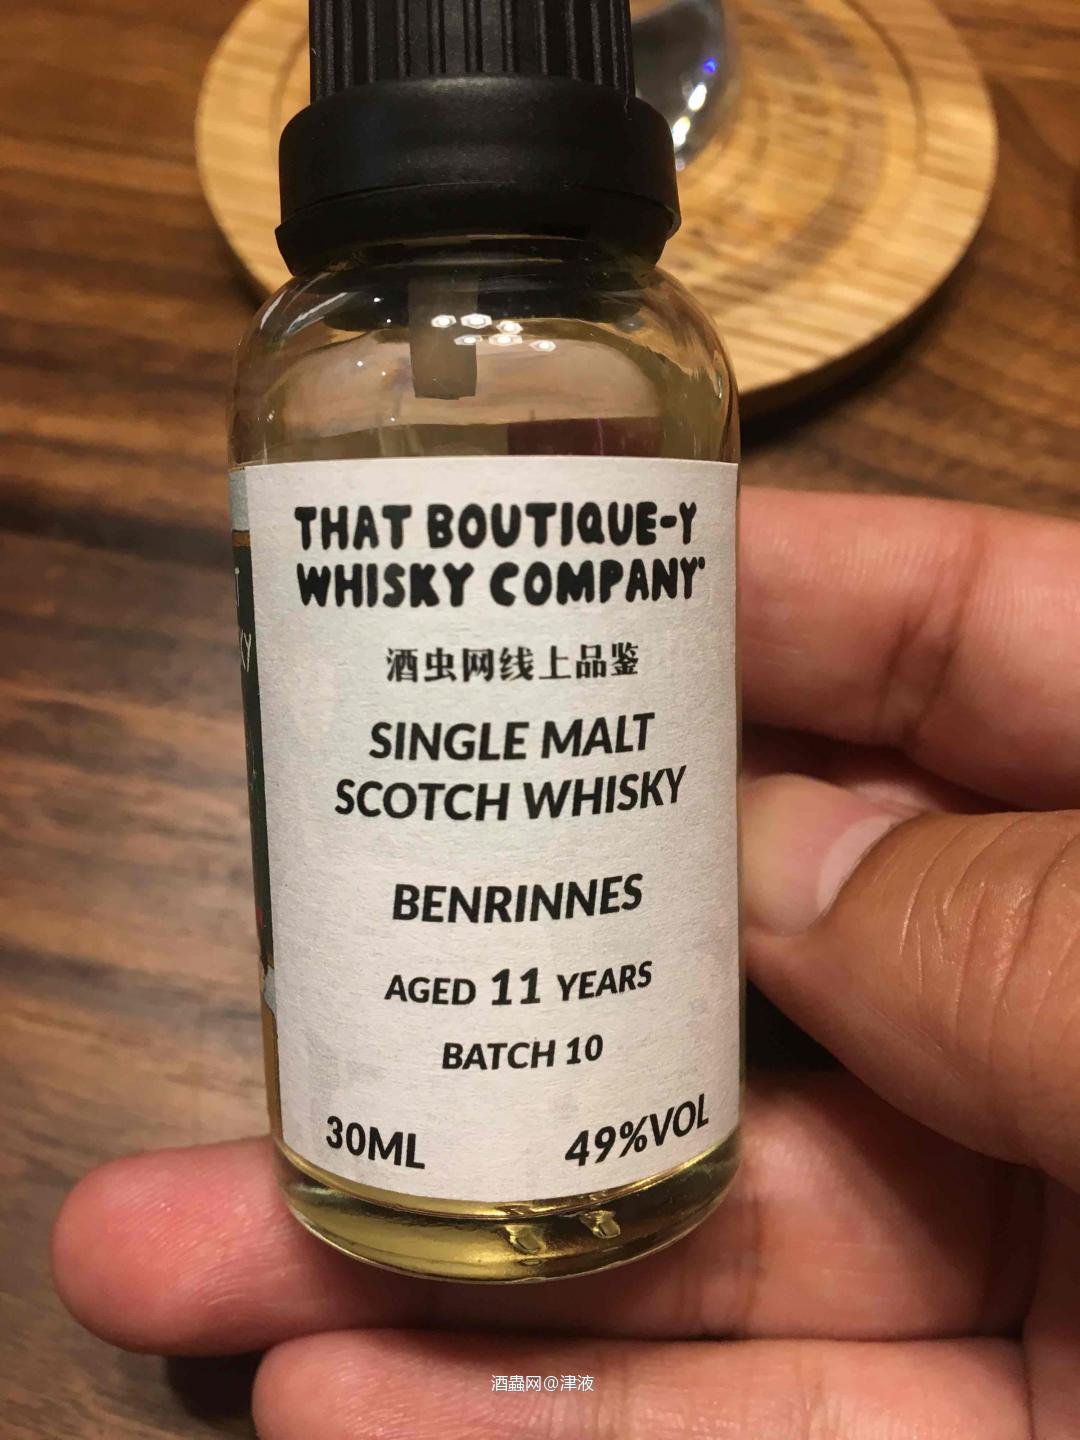 THAT BOUTIQUE-Y
WHISKY COMPANY
酒虫网线上品鉴
SINGLE MALT
SCOTCH WHISKY
BENRINNES
AGED 11 YEARS
BATCH 10
30ML 49%VOL
酒蟲网@津液